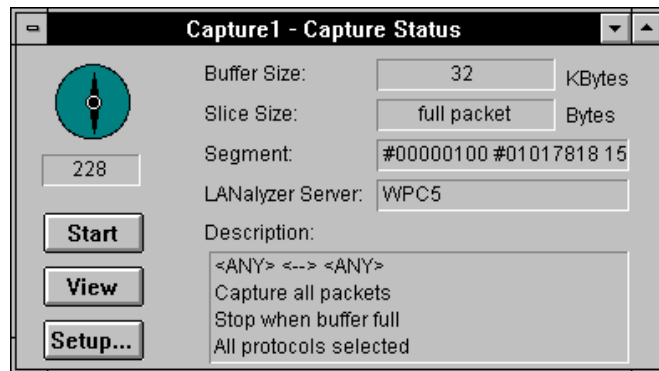 Capture1 - Capture Status
Buffer Size: 32 KBytes
Slice Size: full packet Bytes
Segment: #00000100 #01017818 15
228
LANalyzer Server: WPC5
Start
Description:
<ANY> <--> <ANY>
View
Capture all packets
Stop when buffer full
Setup...
All protocols selected